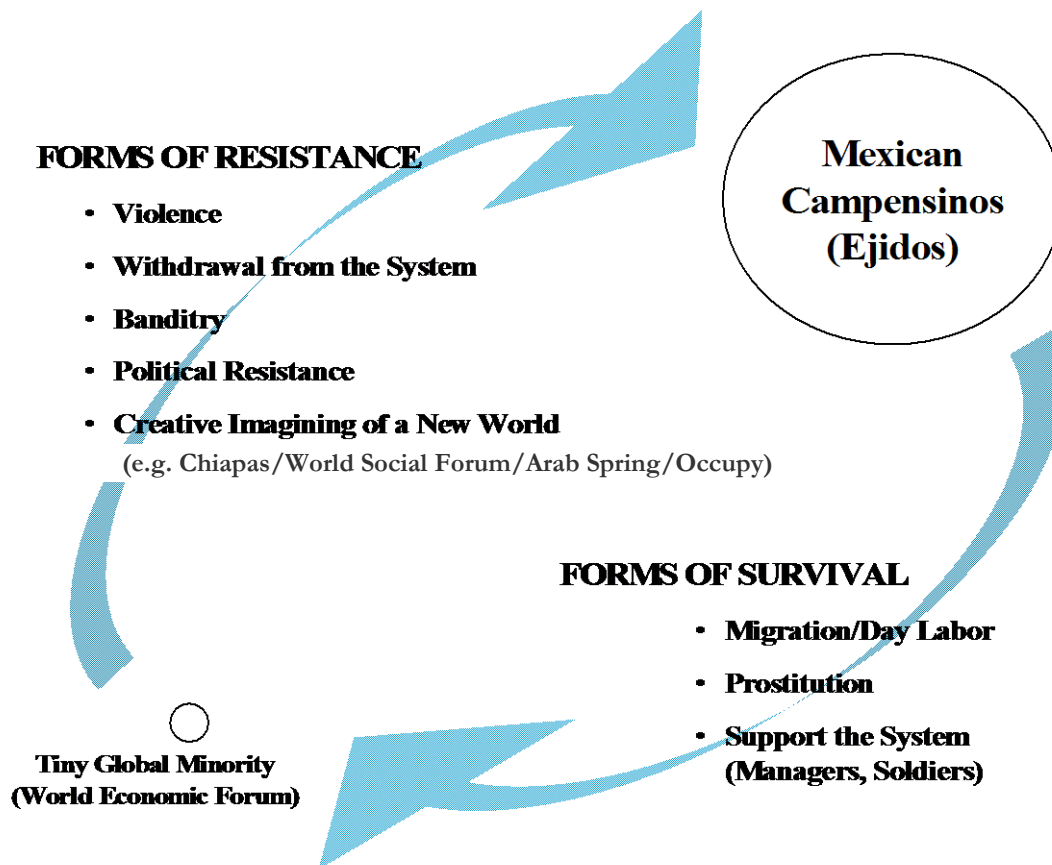 FORMS OF RESISTANCE
• Violence
• Withdrawal from the System
• Banditry
• Political Resistance
• Creative Imagining of a New World
(e.g. Chiapas/World Social Forum/Arab Spring/Occupy)
Mexican
Campensinos
(Ejidos)
FORMS OF SURVIVAL
• Migration/Day Labor
• Prostitution
• Support the System
(Managers, Soldiers)
Tiny Global Minority
(World Economic Forum)